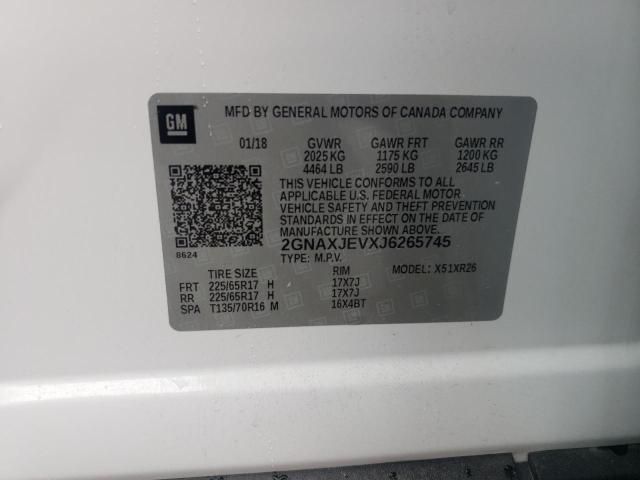 GM
MFD BY GENERAL MOTORS OF CANADA COMPANY
01/18 GVWR GAWR FRT GAWR RR
2025 KG 1175 KG 1200 KG
4464 LB 2590 LB 2645 LB
THIS VEHICLE CONFORMS TO ALL
APPLICABLE U.S. FEDERAL MOTOR
VEHICLE SAFETY AND THEFT PREVENTION
STANDARDS IN EFFECT ON THE DATE
OF MANUFACTURE SHOWN ABOVE.
2GNAXJEVXJ6265745
8624
TYPE: M.P.V. MODEL: X51XR26
TIRE SIZE RIM
FRT 225/65R17 H 17X7J
RR 225/65R17 H 17X7J
SPA T135/70R16 M 16X4BT